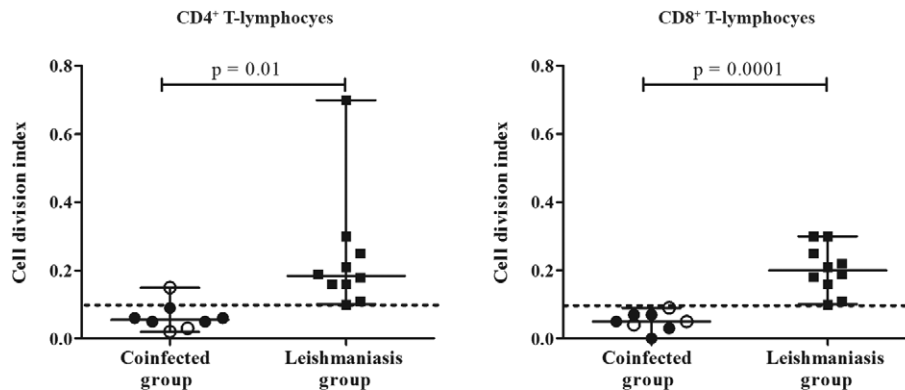 CD4+ T-lymphocyes
p = 0.01
0.8
0.6
0.4
0.2
0.0
Cell division index
Coinfected
group
Leishmaniasis
group
CD8+ T-lymphocyes
p = 0.0001
0.8
0.6
0.4
0.2
0.0
Cell division index
Coinfected
group
Leishmaniasis
group